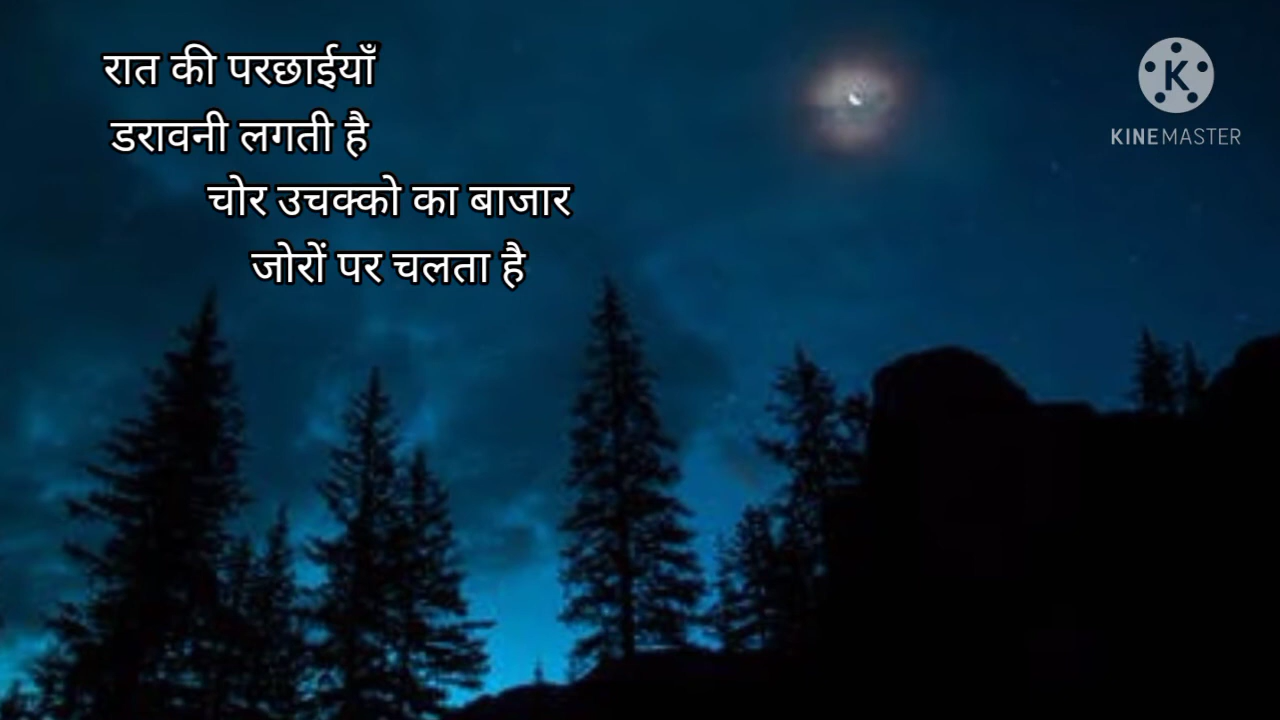 रात की परछाईयाँ
डरावनी लगती है
चोर उचक्को का बाजार
जोरों पर चलता है
K
KINEMASTER